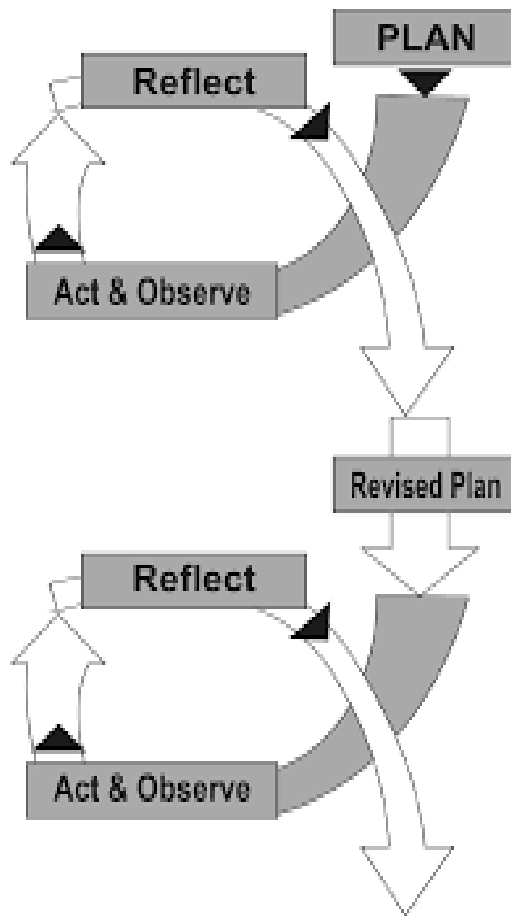 PLAN
Reflect
Act & Observe
Revised Plan
Reflect
Act & Observe